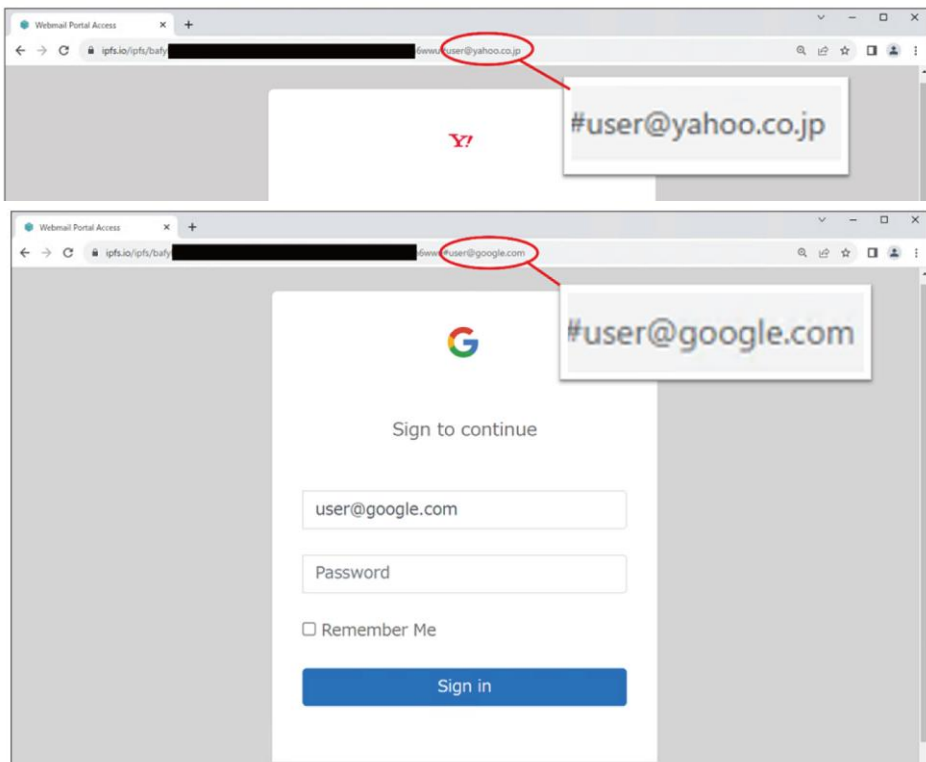 Webmail Portal Access
ipfs.io/ipfs/bafy 6wwu#user@yahoo.co.jp
#user@yahoo.co.jp
Y!
Webmail Portal Access
ipfs.io/ipfs/bafy 6wwu#user@google.com
#user@google.com
G
Sign to continue
user@google.com
Password
Remember Me
Sign in